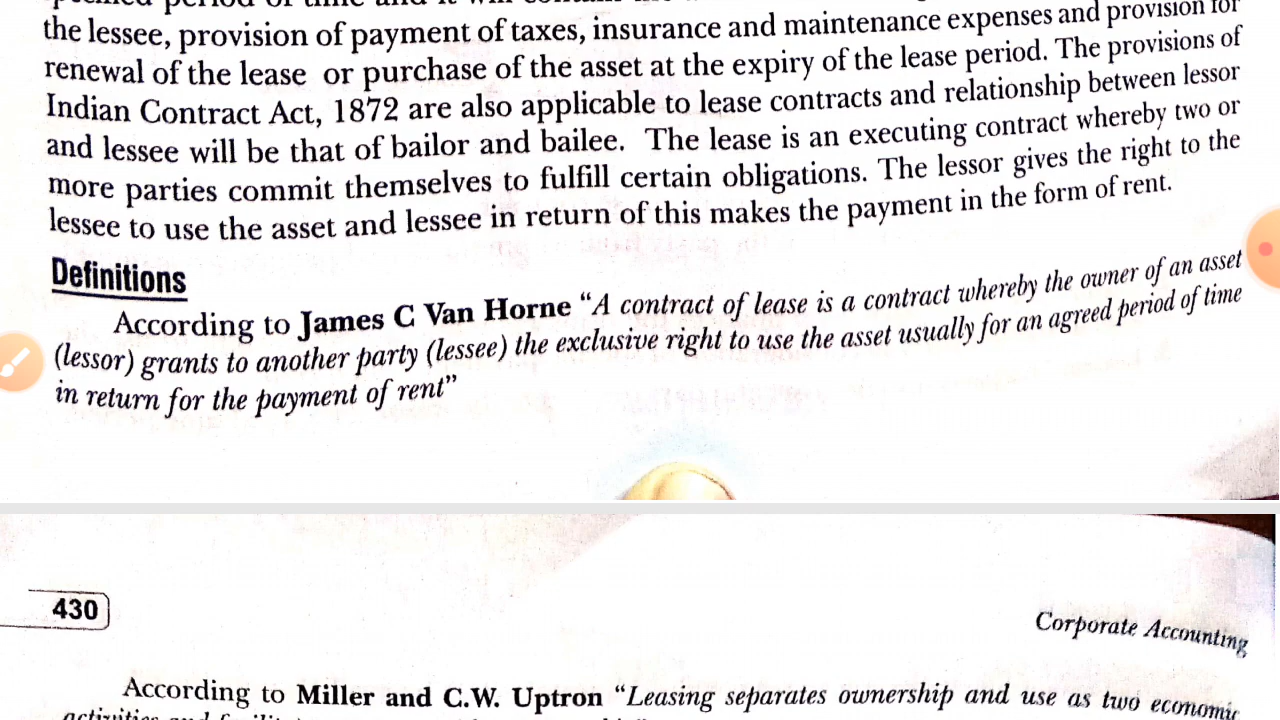 the lessee, provision of payment of taxes, insurance and maintenance expenses and provision for
renewal of the lease or purchase of the asset at the expiry of the lease period. The provisions of
Indian Contract Act, 1872 are also applicable to lease contracts and relationship between lessor
and lessee will be that of bailor and bailee. The lease is an executing contract whereby two or
more parties commit themselves to fulfill certain obligations. The lessor gives the right to the
lessee to use the asset and lessee in return of this makes the payment in the form of rent.
Definitions
According to James C Van Horne “A contract of lease is a contract whereby the owner of an asset
(lessor) grants to another party (lessee) the exclusive right to use the asset usually for an agreed period of time
in return for the payment of rent”
430
Corporate Accounting
According to Miller and C.W. Uptron “Leasing separates ownership and use as two economic
activities and